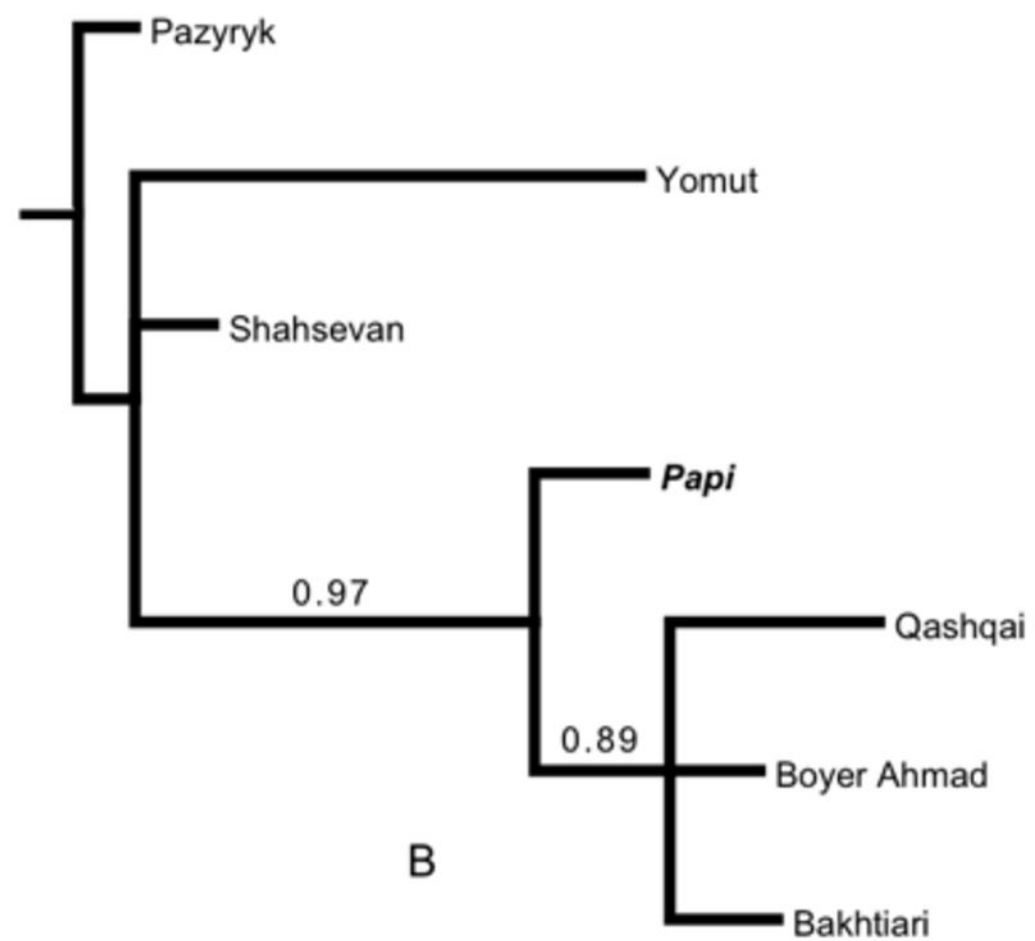 Pazyryk
Yomut
Shahsevan
Papi
0.97
Qashqai
0.89
Boyer Ahmad
B
Bakhtiari